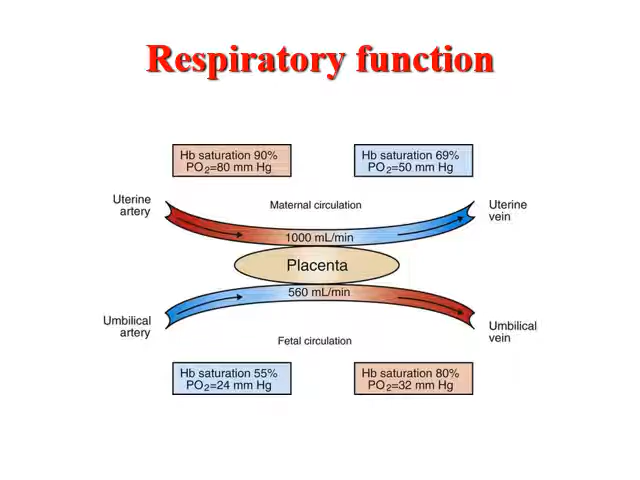 Respiratory function
Hb saturation 90%
PO2=80 mm Hg
Hb saturation 69%
PO2=50 mm Hg
Uterine
artery
Maternal circulation
Uterine
vein
1000 mL/min
Placenta
560 mL/min
Umbilical
artery
Fetal circulation
Umbilical
vein
Hb saturation 55%
PO2=24 mm Hg
Hb saturation 80%
PO2=32 mm Hg